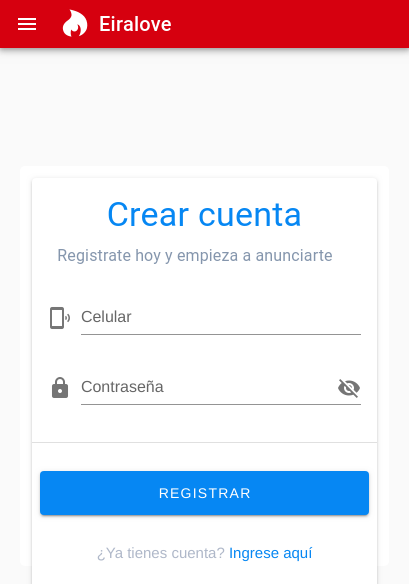 Eiralove
Crear cuenta
Registrate hoy y empieza a anunciarte
Celular
Contraseña
REGISTRAR
¿Ya tienes cuenta? Ingrese aquí